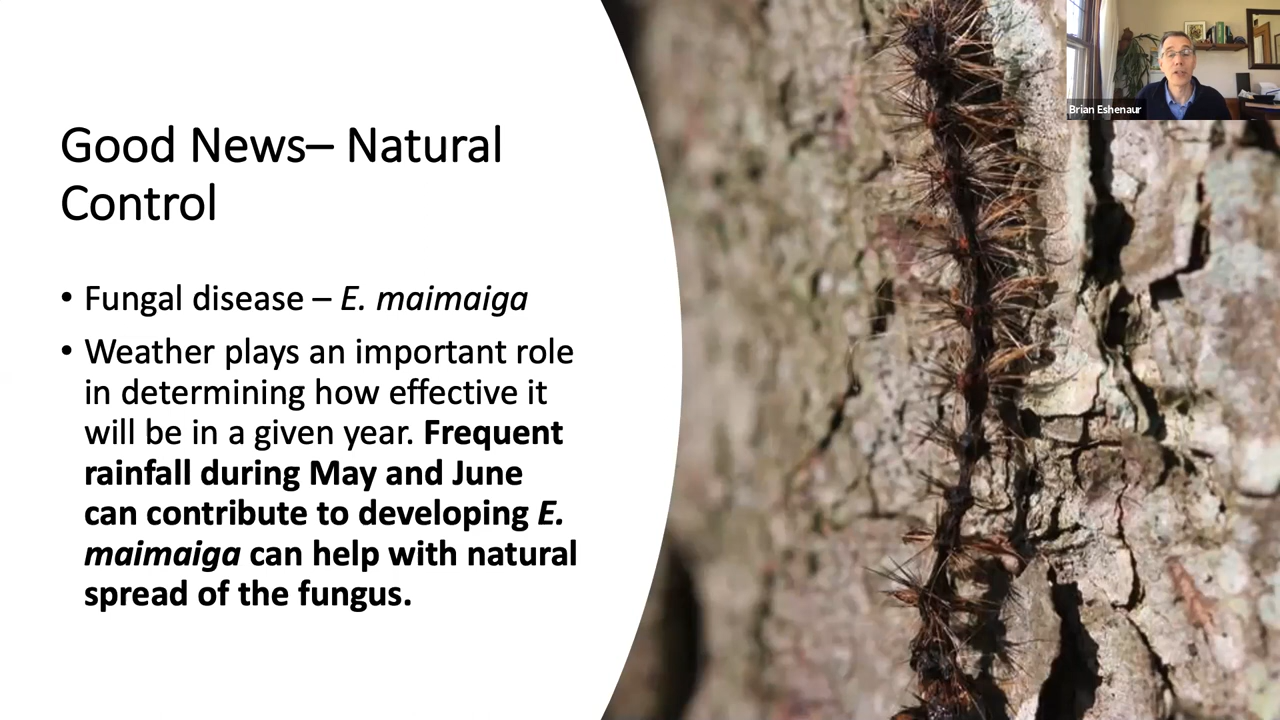 Good News– Natural
Control
• Fungal disease – E. maimaiga
• Weather plays an important role
in determining how effective it
will be in a given year. Frequent
rainfall during May and June
can contribute to developing E.
maimaiga can help with natural
spread of the fungus.
Brian Eshenaur